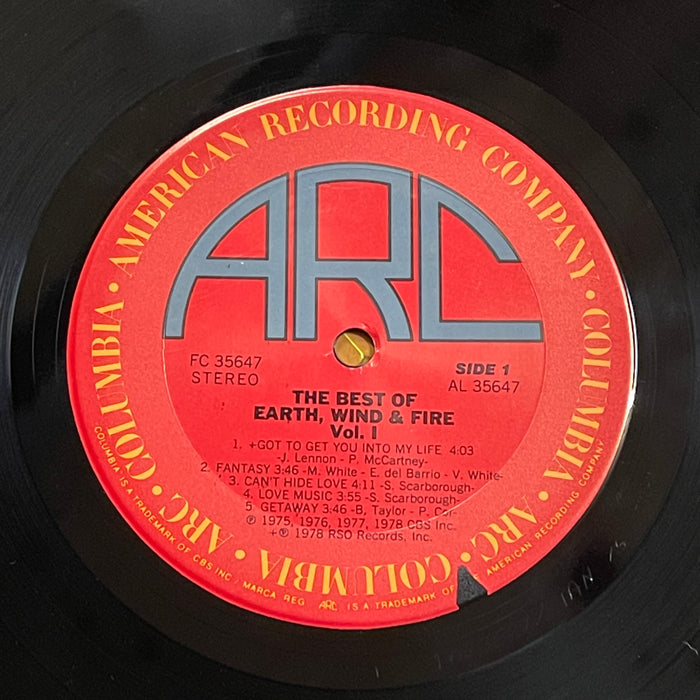 COLUMBIA • AMERICAN RECORDING COMPANY • COLUMBIA • ARC • COLUMBIA • ARC •
ARC
FC 35647
STEREO
SIDE 1
AL 35647
THE BEST OF
EARTH, WIND & FIRE
Vol. I
1. +GOT TO GET YOU INTO MY LIFE 4:03
-J. Lennon - P. McCartney-
2. FANTASY 3:46 -M. White - E. del Barrio - V. White-
3. CAN'T HIDE LOVE 4:11 -S. Scarborough-
4. LOVE MUSIC 3:55 -S. Scarborough-
5. GETAWAY 3:46 -B. Taylor - P. Cor-
℗ 1975, 1976, 1977, 1978 CBS Inc.
+℗ 1978 RSO Records, Inc.
COLUMBIA IS A TRADEMARK OF CBS INC. MARCA REG. ARC IS A TRADEMARK OF THE AMERICAN RECORDING COMPANY